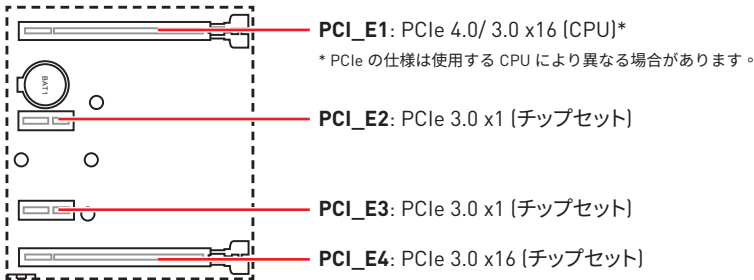 PCI_E1: PCIe 4.0/ 3.0 x16 (CPU)*
* PCIe の仕様は使用する CPU により異なる場合があります。
BAT1
PCI_E2: PCIe 3.0 x1 (チップセット)
PCI_E3: PCIe 3.0 x1 (チップセット)
PCI_E4: PCIe 3.0 x16 (チップセット)